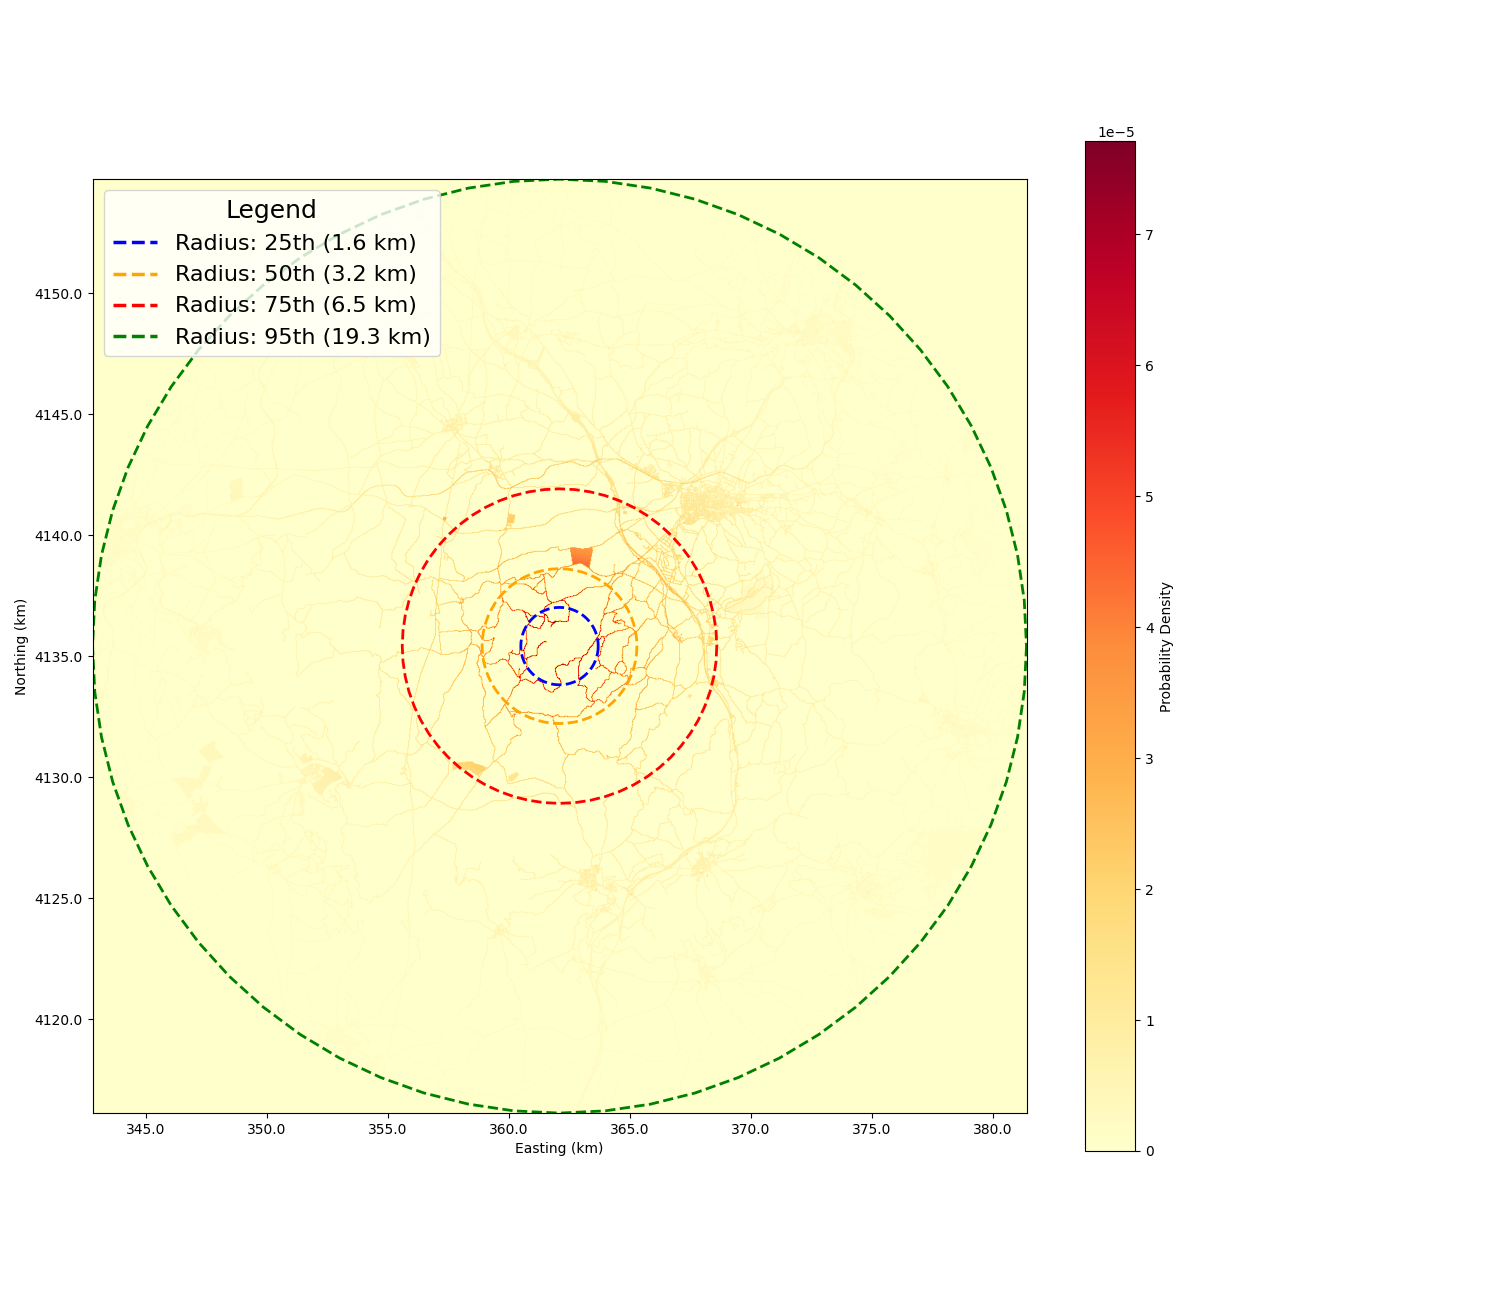 1e−5
Legend
Radius: 25th (1.6 km)
Radius: 50th (3.2 km)
Radius: 75th (6.5 km)
Radius: 95th (19.3 km)
4150.0
4145.0
4140.0
4135.0
4130.0
4125.0
4120.0
Northing (km)
345.0 350.0 355.0 360.0 365.0 370.0 375.0 380.0
Easting (km)
7
6
5
4
3
2
1
0
Probability Density